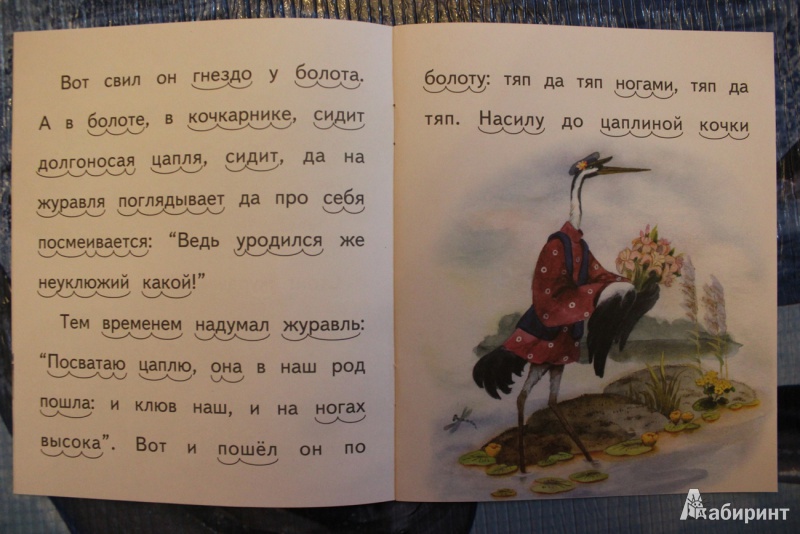 Вот свил он гнездо у болота.
А в болоте, в кочкарнике, сидит
долгоносая цапля, сидит, да на
журавля поглядывает да про себя
посмеивается: “Ведь уродился же
неуклюжий какой!”
Тем временем надумал журавль:
“Посватаю цаплю, она в наш род
пошла: и клюв наш, и на ногах
высока”. Вот и пошёл он по
болоту: тяп да тяп ногами, тяп да
тяп. Насилу до цаплиной кочки
Лабиринт